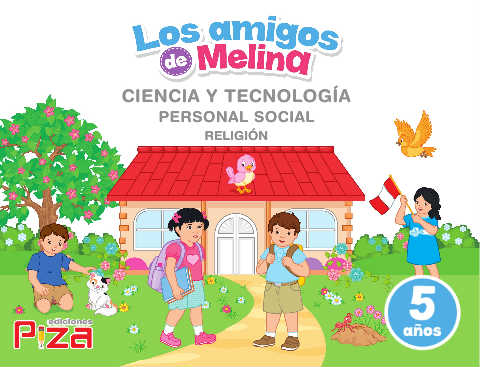 Los amigos
de Melina
CIENCIA Y TECNOLOGÍA
PERSONAL SOCIAL
RELIGIÓN
5
años
ediciones
Piza